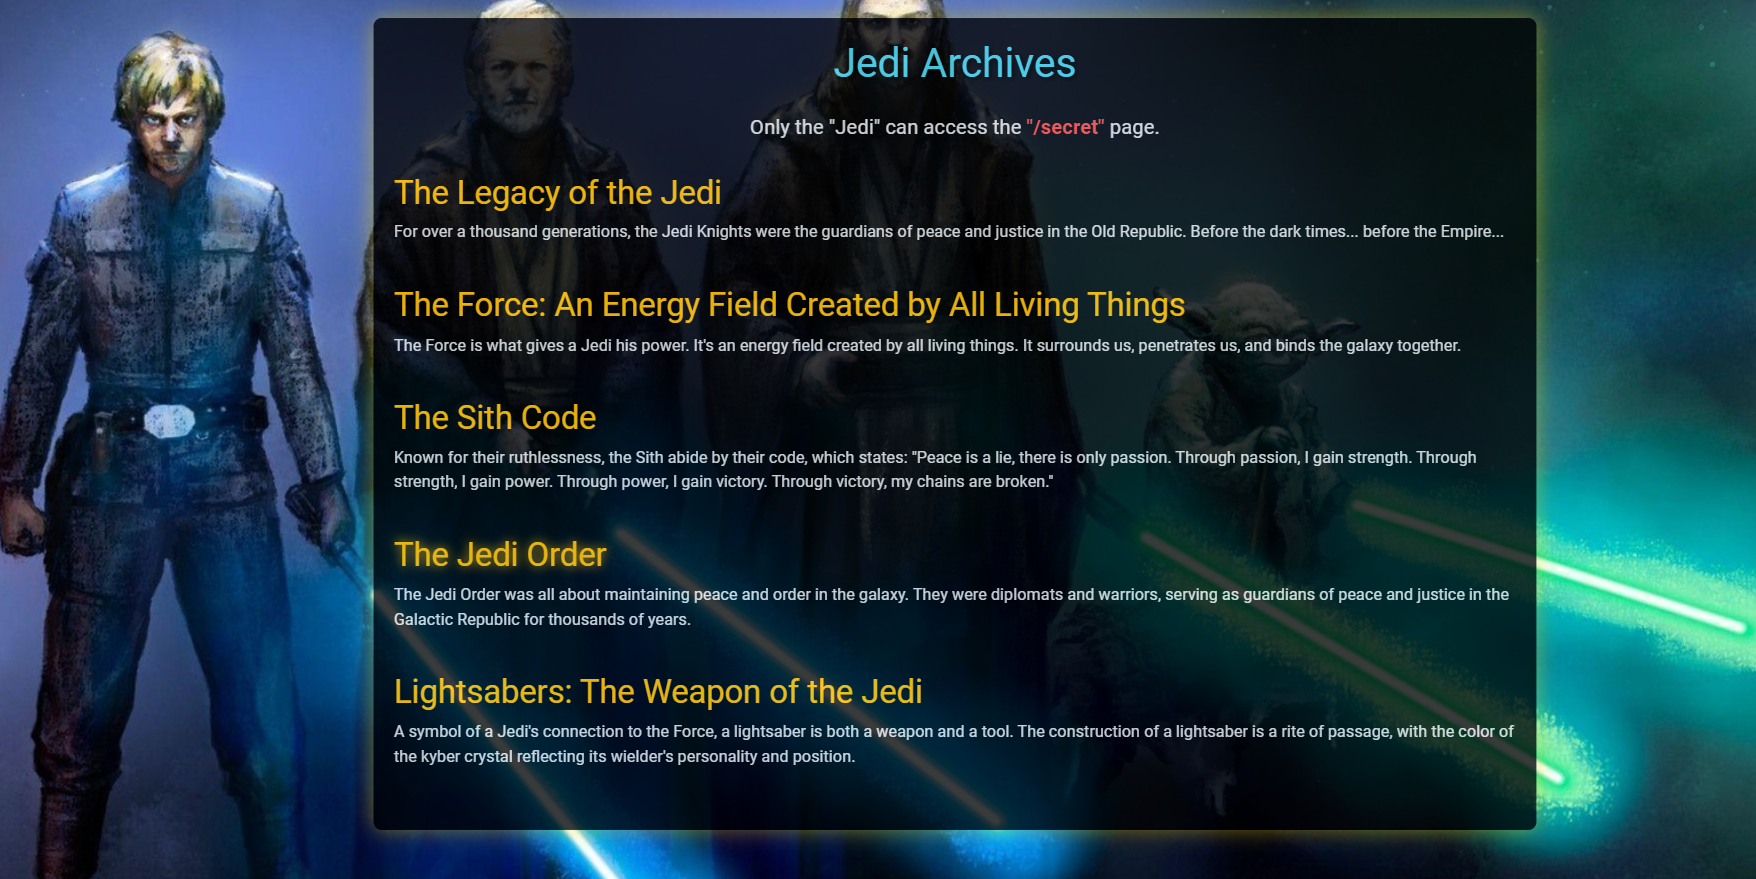 Jedi Archives
Only the "Jedi" can access the "/secret" page.
The Legacy of the Jedi
For over a thousand generations, the Jedi Knights were the guardians of peace and justice in the Old Republic. Before the dark times... before the Empire...
The Force: An Energy Field Created by All Living Things
The Force is what gives a Jedi his power. It's an energy field created by all living things. It surrounds us, penetrates us, and binds the galaxy together.
The Sith Code
Known for their ruthlessness, the Sith abide by their code, which states: "Peace is a lie, there is only passion. Through passion, I gain strength. Through
strength, I gain power. Through power, I gain victory. Through victory, my chains are broken."
The Jedi Order
The Jedi Order was all about maintaining peace and order in the galaxy. They were diplomats and warriors, serving as guardians of peace and justice in the
Galactic Republic for thousands of years.
Lightsabers: The Weapon of the Jedi
A symbol of a Jedi's connection to the Force, a lightsaber is both a weapon and a tool. The construction of a lightsaber is a rite of passage, with the color of
the kyber crystal reflecting its wielder's personality and position.